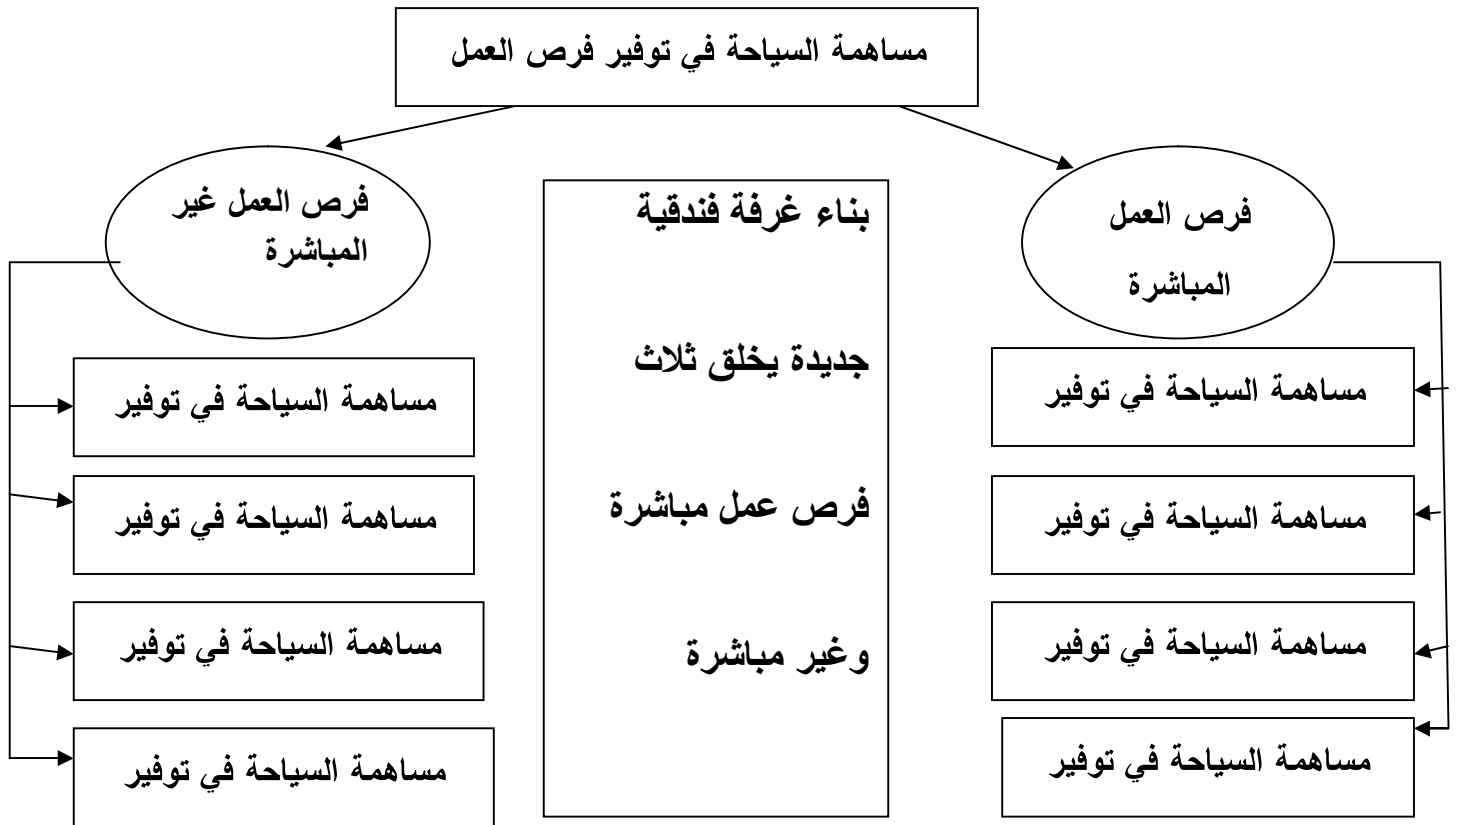 مساهمة السياحة في توفير فرص العمل
فرص العمل
المباشرة
مساهمة السياحة في توفير
مساهمة السياحة في توفير
مساهمة السياحة في توفير
مساهمة السياحة في توفير
بناء غرفة فندقية
جديدة يخلق ثلاث
فرص عمل مباشرة
وغير مباشرة
فرص العمل غير
المباشرة
مساهمة السياحة في توفير
مساهمة السياحة في توفير
مساهمة السياحة في توفير
مساهمة السياحة في توفير